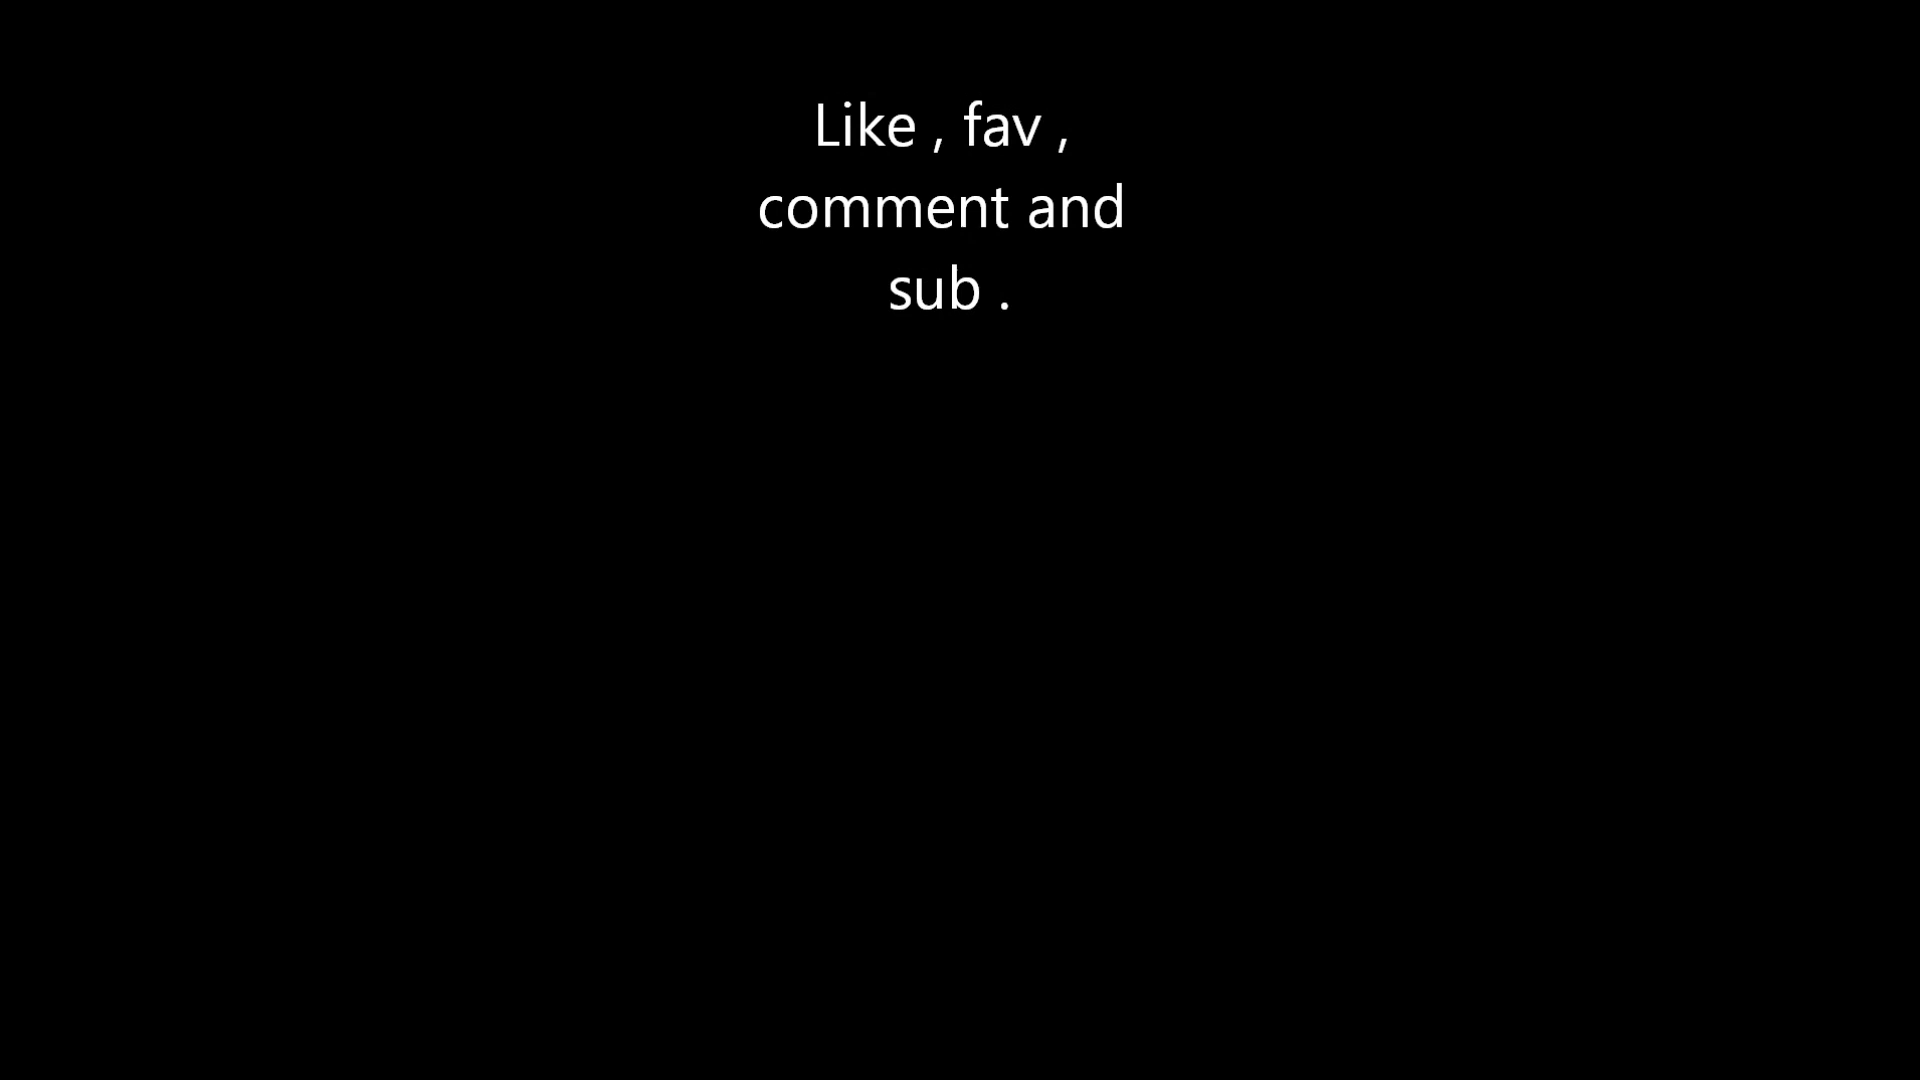 Like , fav ,
comment and
sub .